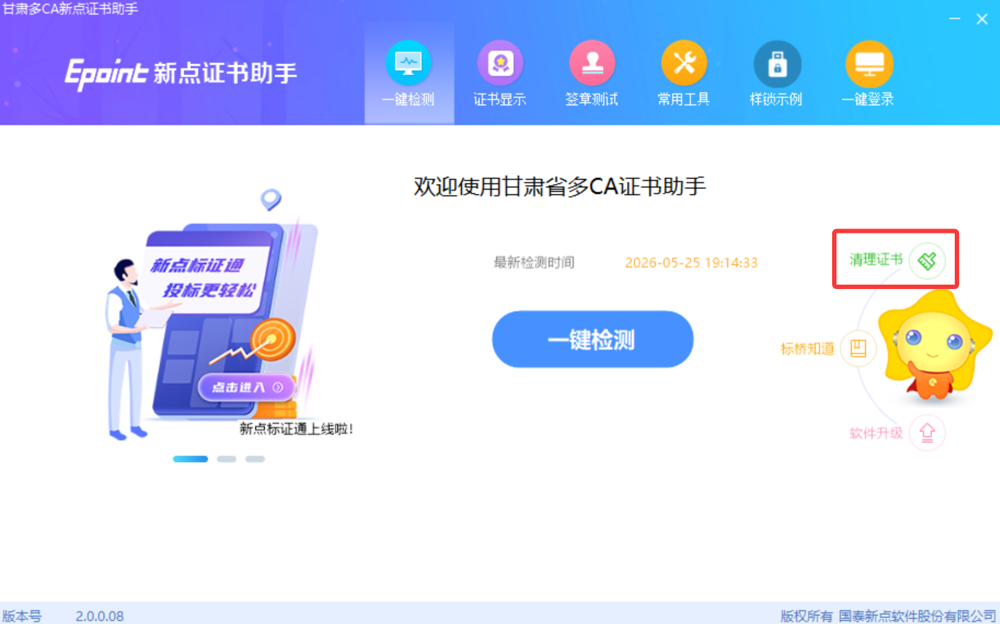 甘肃多CA新点证书助手
Epoint 新点证书助手
一键检测
证书显示
签章测试
常用工具
样锁示例
一键登录
欢迎使用甘肃省多CA证书助手
新点标证通
投标更轻松
点击进入
新点标证通上线啦!
最新检测时间 2026-05-25 19:14:33
一键检测
清理证书
标桥知道
软件升级
版本号 2.0.0.08
版权所有 国泰新点软件股份有限公司